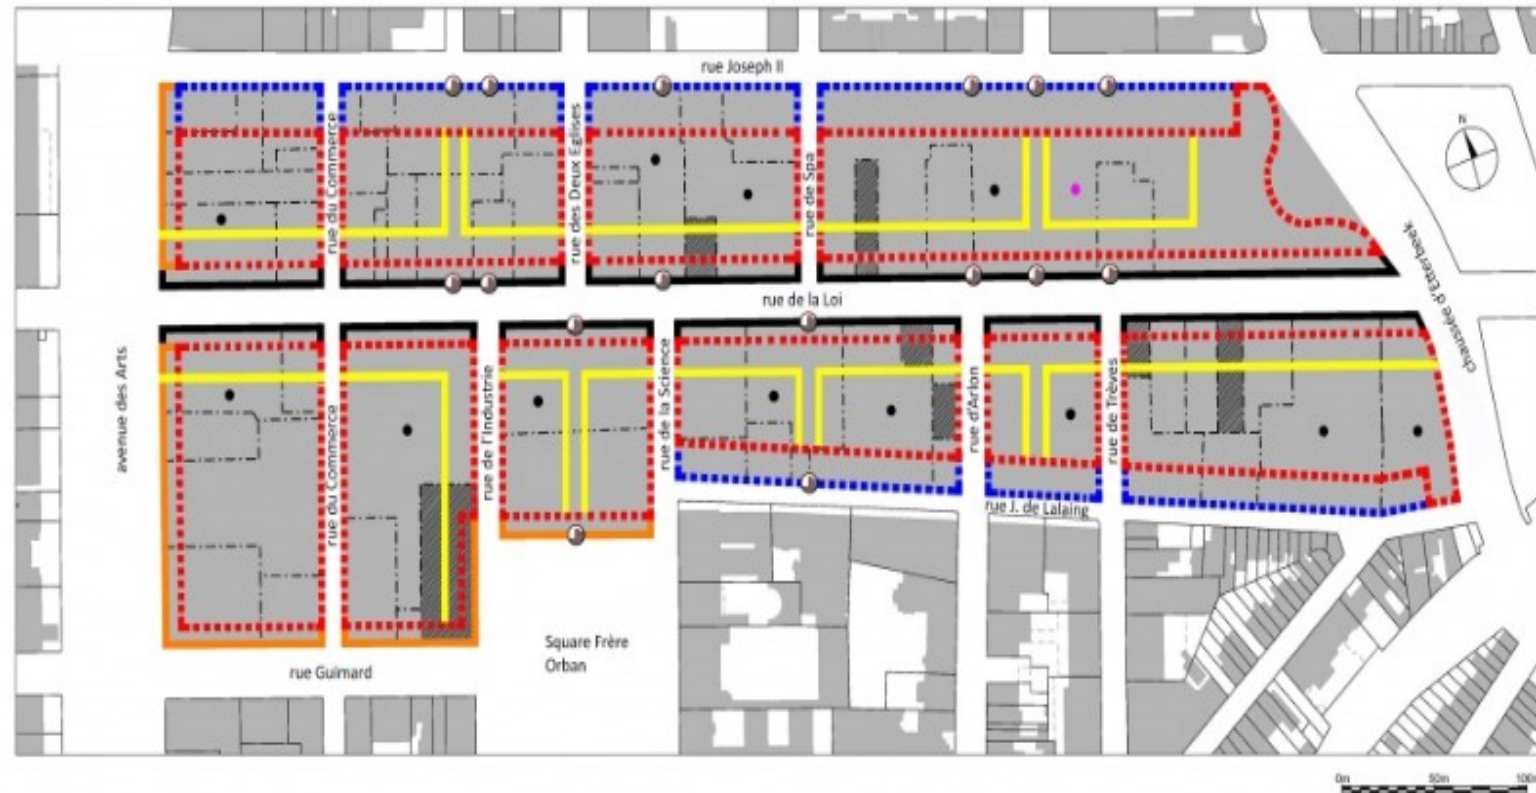 rue Joseph II
N
rue du Commerce
rue des Deux Eglises
rue de Spa
chaussée d'Etterbeek
rue de la Loi
avenue des Arts
rue du Commerce
rue de l'Industrie
rue de la Science
rue d'Arlon
rue de Trèves
rue J. de Lalaing
Square Frère
Orban
rue Guimard
0m 50m 100m